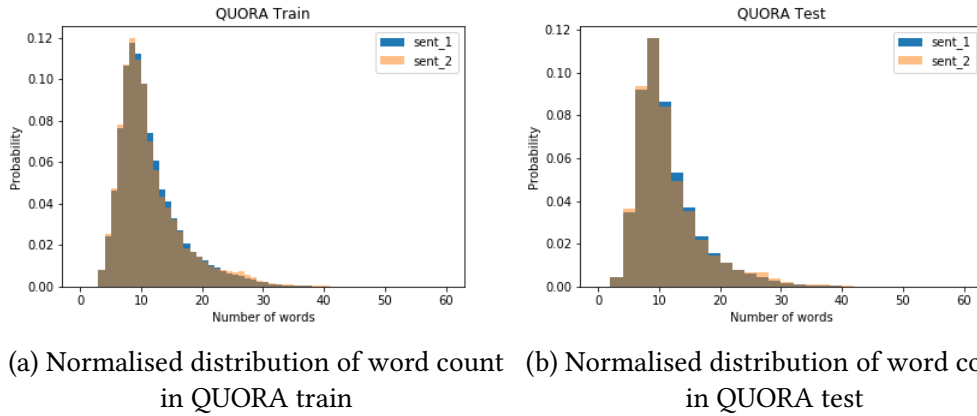 QUORA Train
0.12
0.10
0.08
0.06
0.04
0.02
0.00
Probability
0 10 20 30 40 50 60
Number of words
sent_1
sent_2
QUORA Test
0.12
0.10
0.08
0.06
0.04
0.02
0.00
Probability
0 10 20 30 40 50 60
Number of words
sent_1
sent_2
(a) Normalised distribution of word count
in QUORA train
(b) Normalised distribution of word co
in QUORA test